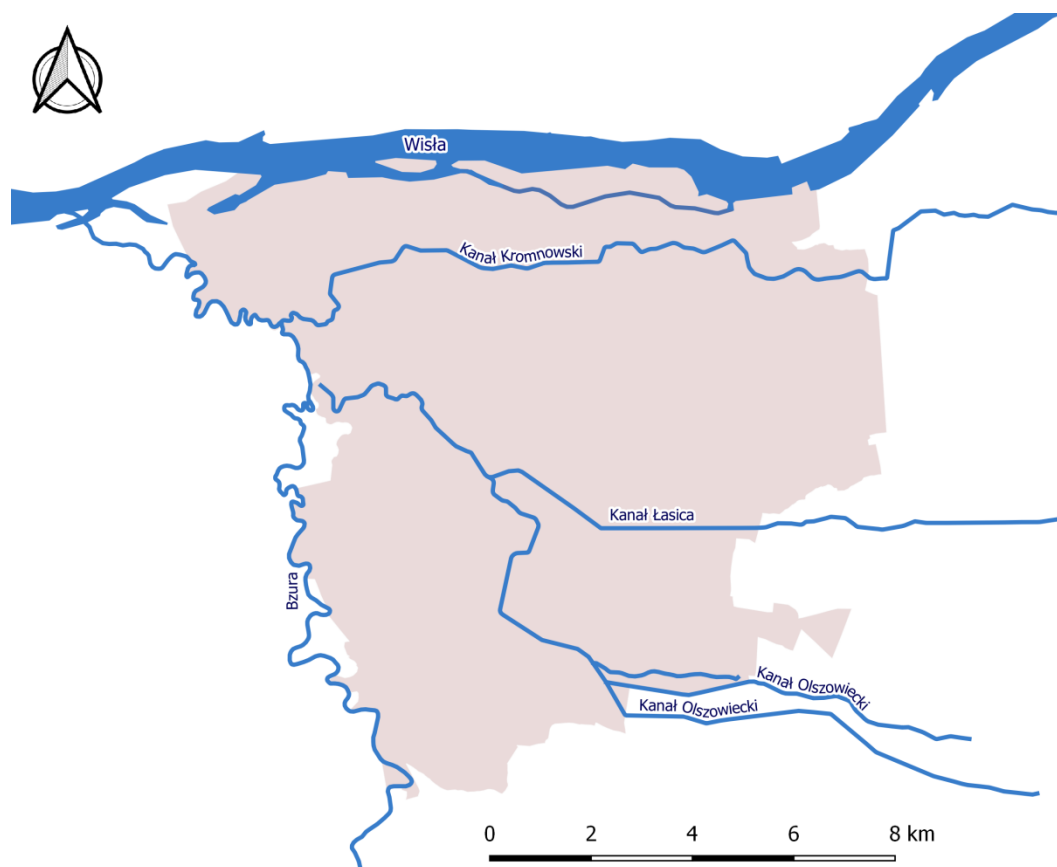 Wisła
Kanał Kromnowski
Kanał Łasica
Bzura
Kanał Olszowiecki
Kanał Olszowiecki
0 2 4 6 8 km